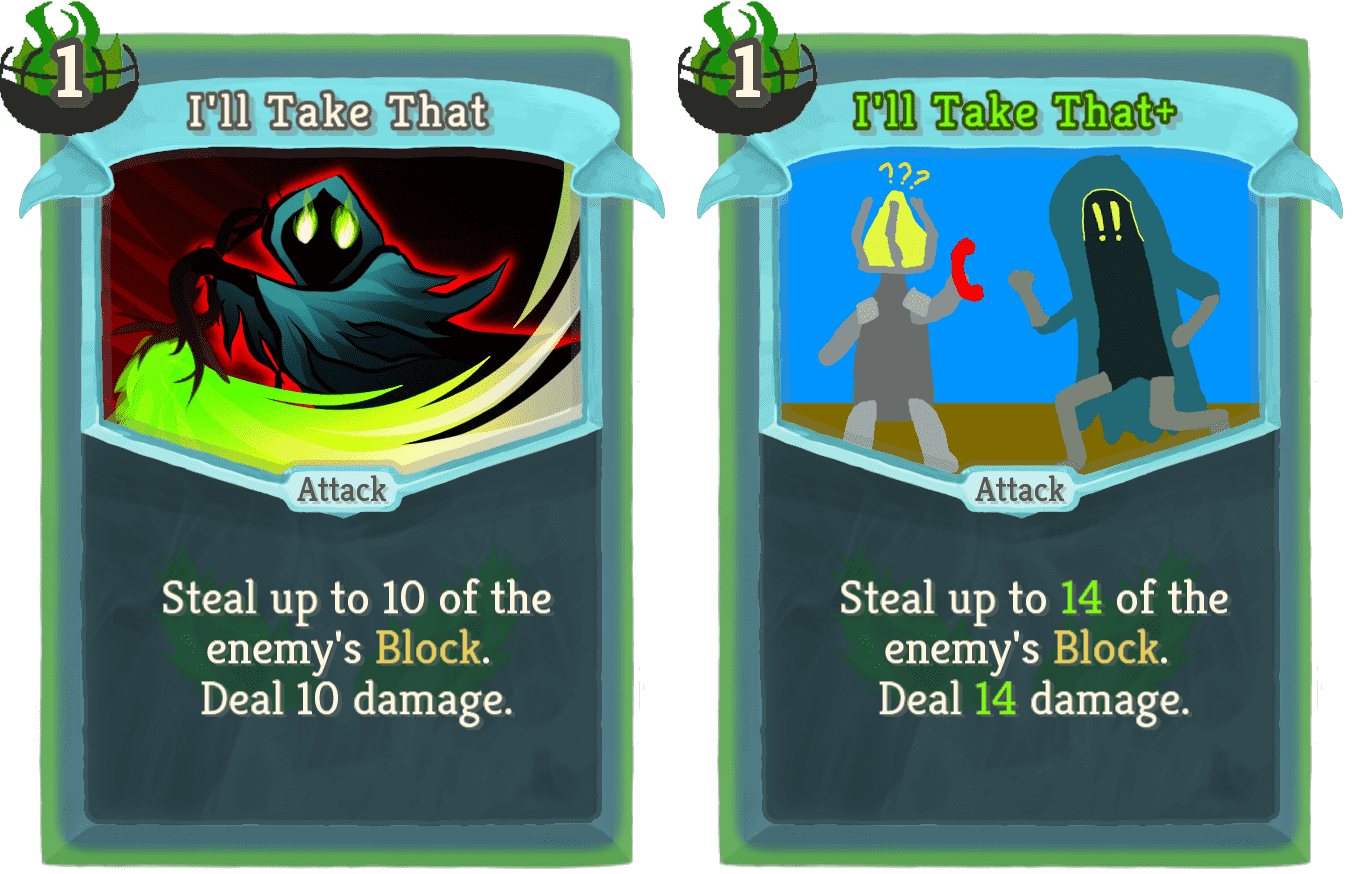 1
I'll Take That
Attack
Steal up to 10 of the
enemy's Block.
Deal 10 damage.
1
I'll Take That+
???
!!
Attack
Steal up to 14 of the
enemy's Block.
Deal 14 damage.